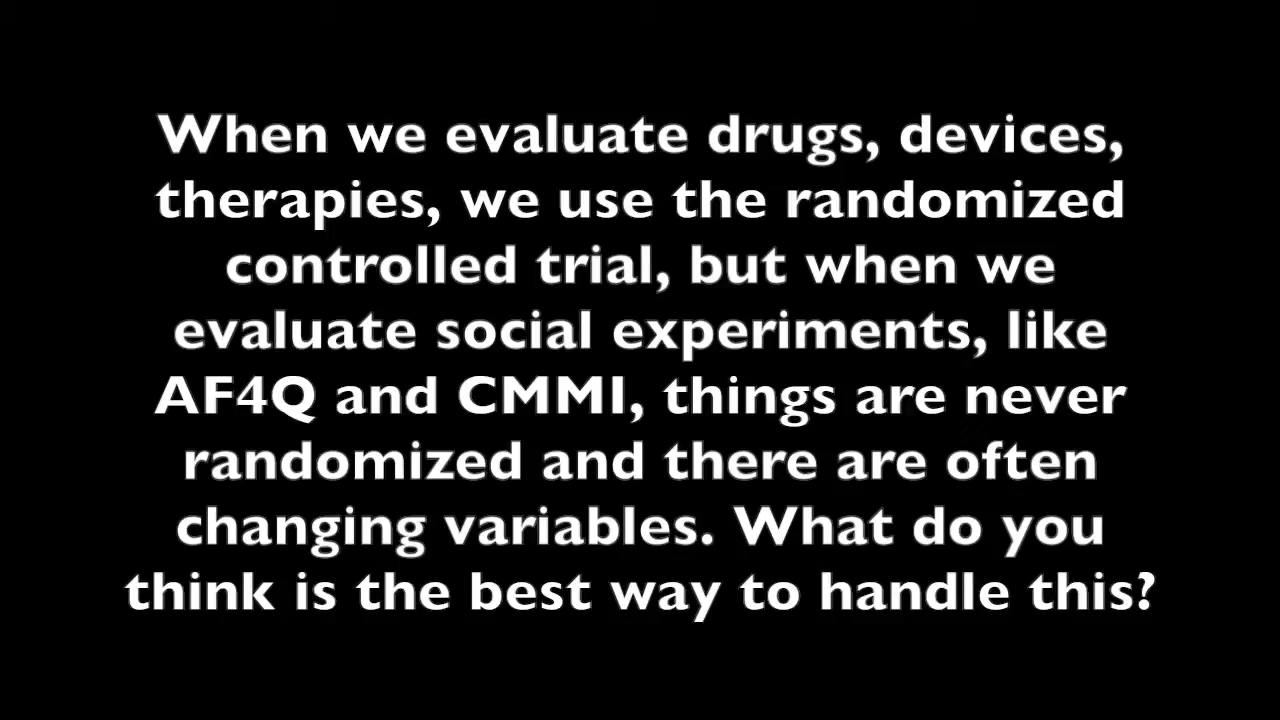 When we evaluate drugs, devices,
therapies, we use the randomized
controlled trial, but when we
evaluate social experiments, like
AF4Q and CMMI, things are never
randomized and there are often
changing variables. What do you
think is the best way to handle this?